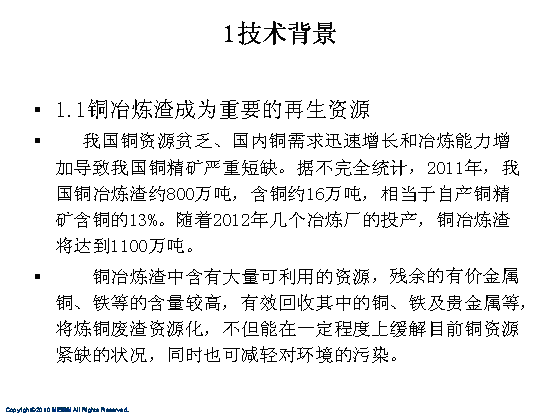 1技术背景
▪ 1.1铜冶炼渣成为重要的再生资源
▪ 我国铜资源贫乏、国内铜需求迅速增长和冶炼能力增
加导致我国铜精矿严重短缺。据不完全统计，2011年，我
国铜冶炼渣约800万吨，含铜约16万吨，相当于自产铜精
矿含铜的13%。随着2012年几个冶炼厂的投产，铜冶炼渣
将达到1100万吨。
▪ 铜冶炼渣中含有大量可利用的资源，残余的有价金属
铜、铁等的含量较高，有效回收其中的铜、铁及贵金属等，
将炼铜废渣资源化，不但能在一定程度上缓解目前铜资源
紧缺的状况，同时也可减轻对环境的污染。
Copyright©2010 All Rights Reserved.